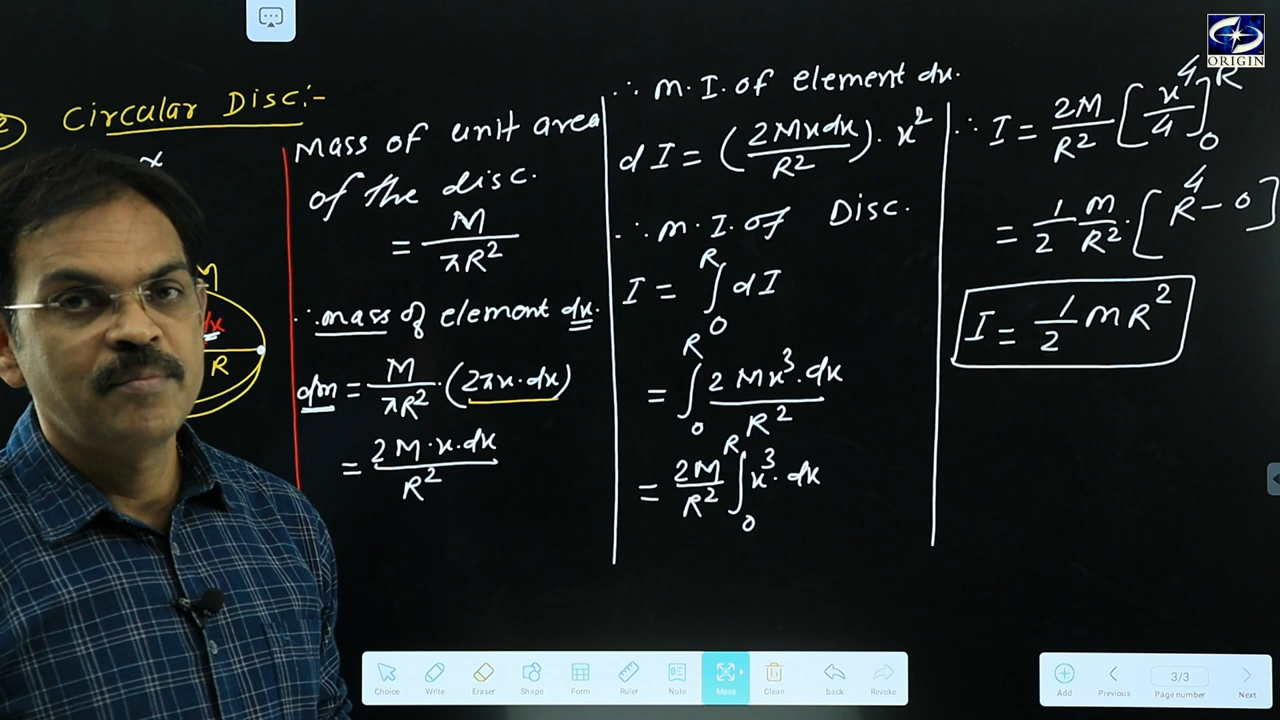 Circular Disc:-
x
M
dx
R
Mass of unit area
of the disc.
= M/πR²
∴ mass of element dx.
dm = M/πR² · (2πx·dx)
= 2M·x·dx/R²
∴ M.I. of element dx.
dI = (2Mxdx/R²) · x²
∴ M.I. of Disc.
I = ∫₀ᴿ dI
= ∫₀ᴿ 2Mx³·dx/R²
= 2M/R² ∫₀ᴿ x³·dx
∴ I = 2M/R² [x⁴/4]₀ᴿ
= 1/2 M/R² · [R⁴ - 0]
I = 1/2 MR²
ORIGIN
Choice Write Eraser Shape Form Ruler Note Move Clean back Revoke
Add Previous 3/3 Page number Next